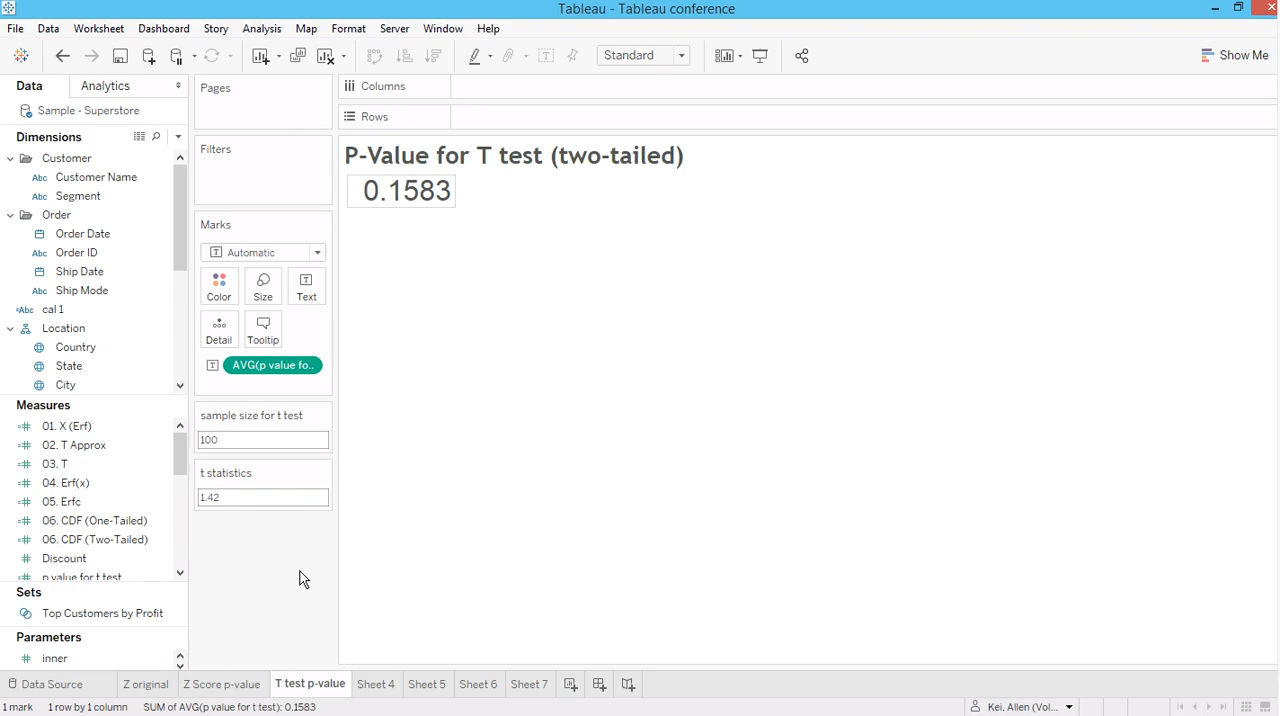 Tableau - Tableau conference
File Data Worksheet Dashboard Story Analysis Map Format Server Window Help
Standard
Show Me
Data Analytics
Sample - Superstore
Dimensions
Customer
Abc Customer Name
Abc Segment
Order
Order Date
Abc Order ID
Ship Date
Abc Ship Mode
=Abc cal 1
Location
Country
State
City
Measures
=# 01. X (Erf)
=# 02. T Approx
=# 03. T
=# 04. Erf(x)
=# 05. Erfc
=# 06. CDF (One-Tailed)
=# 06. CDF (Two-Tailed)
# Discount
=# p value for t test
Sets
Top Customers by Profit
Parameters
# inner
Pages
Filters
Marks
T Automatic
Color Size T Text
Detail Tooltip
T AVG(p value fo..
sample size for t test
100
t statistics
1.42
Columns
Rows
P-Value for T test (two-tailed)
0.1583
Data Source Z original Z Score p-value T test p-value Sheet 4 Sheet 5 Sheet 6 Sheet 7
1 mark 1 row by 1 column SUM of AVG(p value for t test): 0.1583 Kei, Allen (Vol...